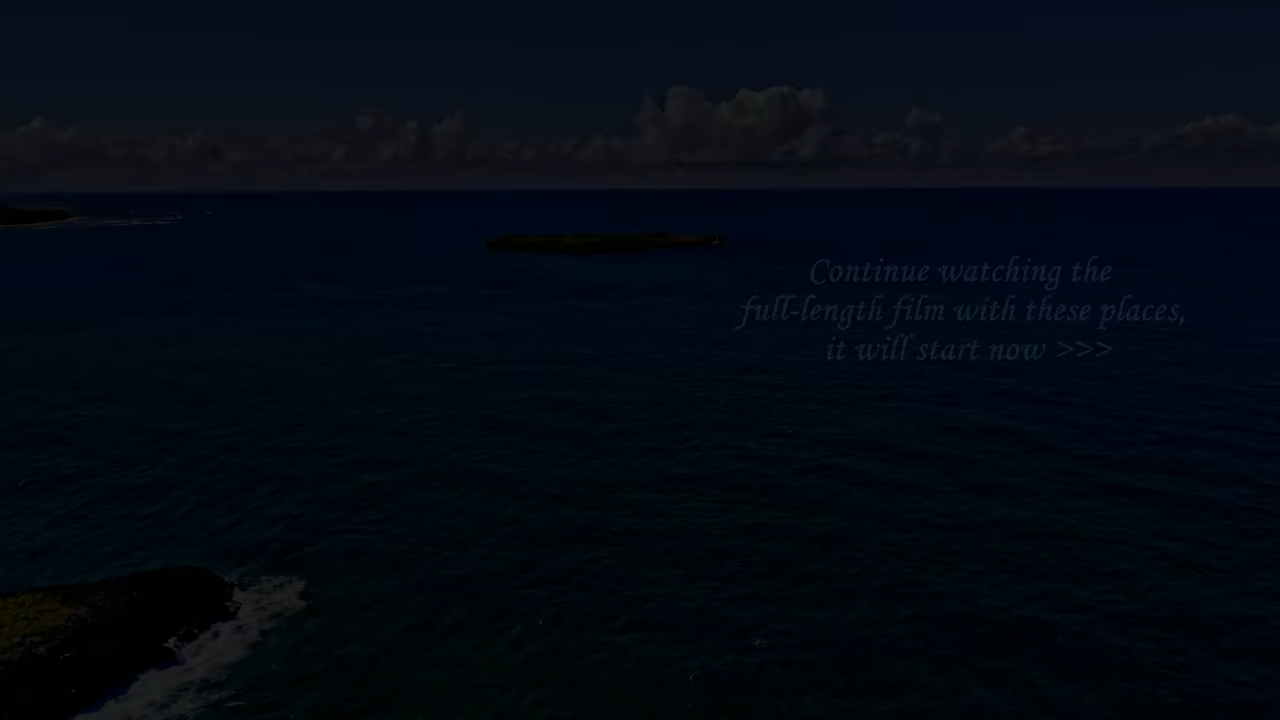 Continue watching the
full-length film with these places,
it will start now >>>